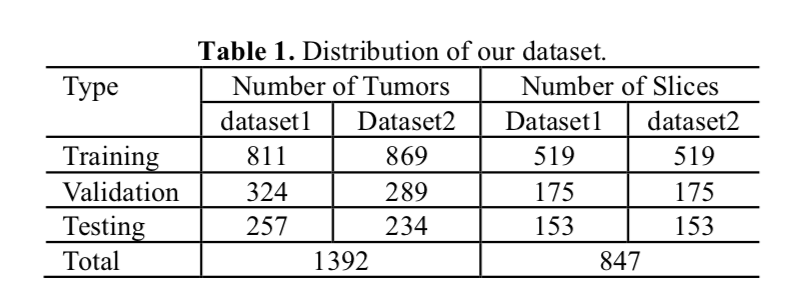 Table 1. Distribution of our dataset.
Type Number of Tumors Number of Slices
dataset1 Dataset2 Dataset1 dataset2
Training 811 869 519 519
Validation 324 289 175 175
Testing 257 234 153 153
Total 1392 847